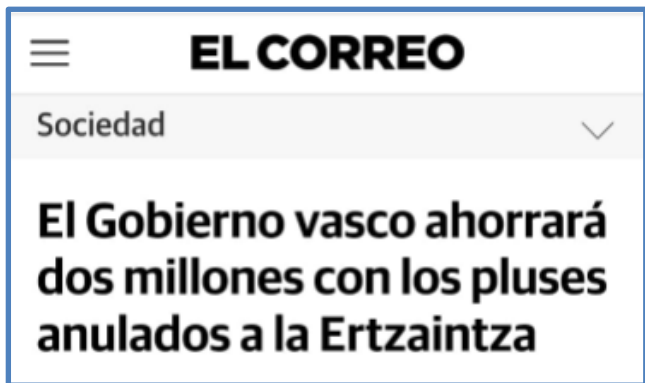 EL CORREO
Sociedad
El Gobierno vasco ahorrará
dos millones con los pluses
anulados a la Ertzaintza